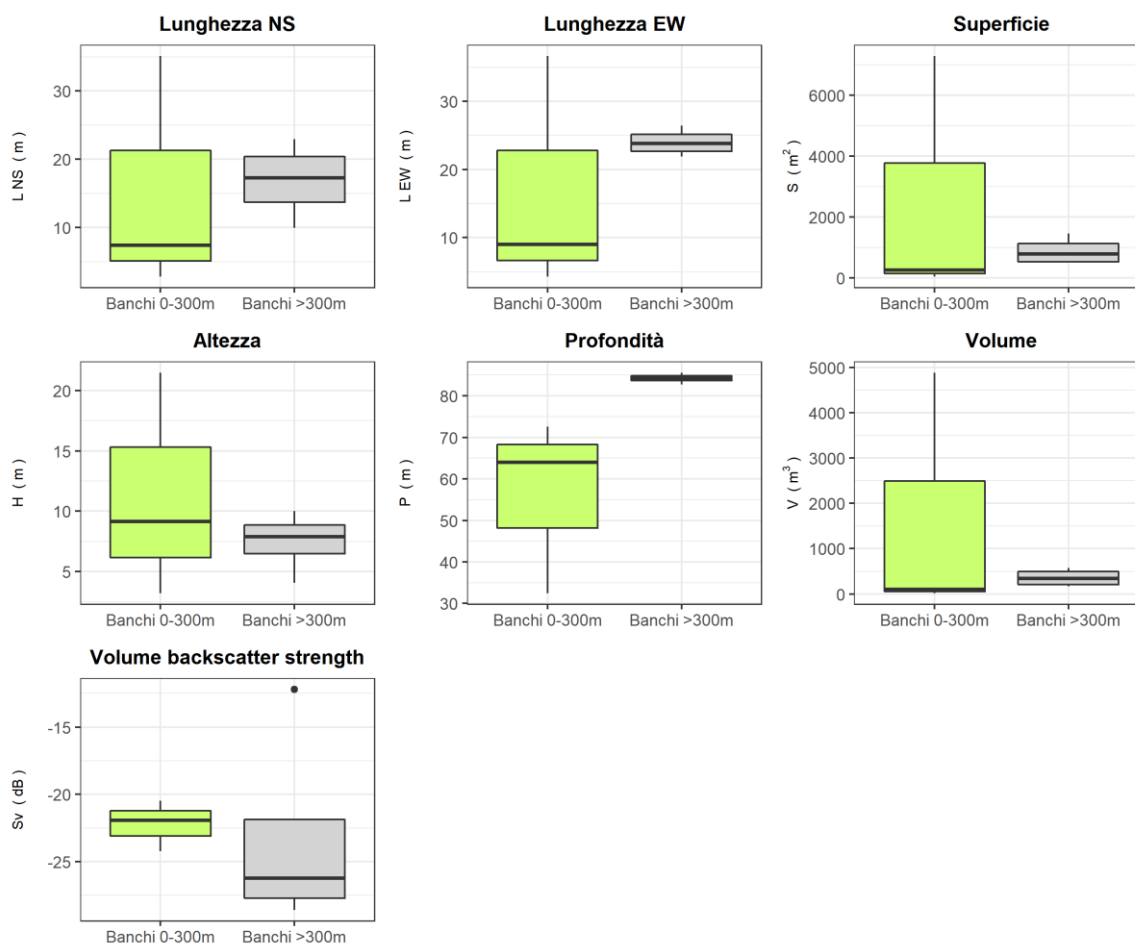 Lunghezza NS
Lunghezza EW
Superficie
L NS ( m )
30
20
10
Banchi 0-300m
Banchi >300m
L EW ( m )
30
20
10
Banchi 0-300m
Banchi >300m
S ( m² )
6000
4000
2000
0
Banchi 0-300m
Banchi >300m
Altezza
Profondità
Volume
H ( m )
20
15
10
5
Banchi 0-300m
Banchi >300m
P ( m )
80
70
60
50
40
30
Banchi 0-300m
Banchi >300m
V ( m³ )
5000
4000
3000
2000
1000
0
Banchi 0-300m
Banchi >300m
Volume backscatter strength
Sv ( dB )
-15
-20
-25
Banchi 0-300m
Banchi >300m